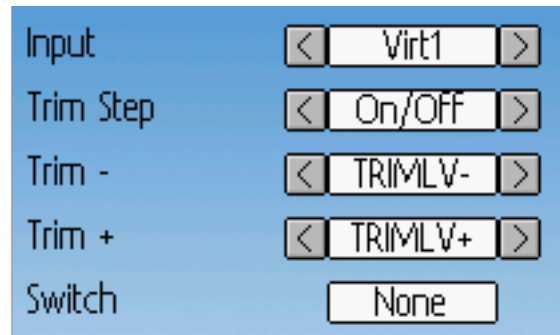 Input < Virt1 >
Trim Step < On/Off >
Trim - < TRIMLV- >
Trim + < TRIMLV+ >
Switch None